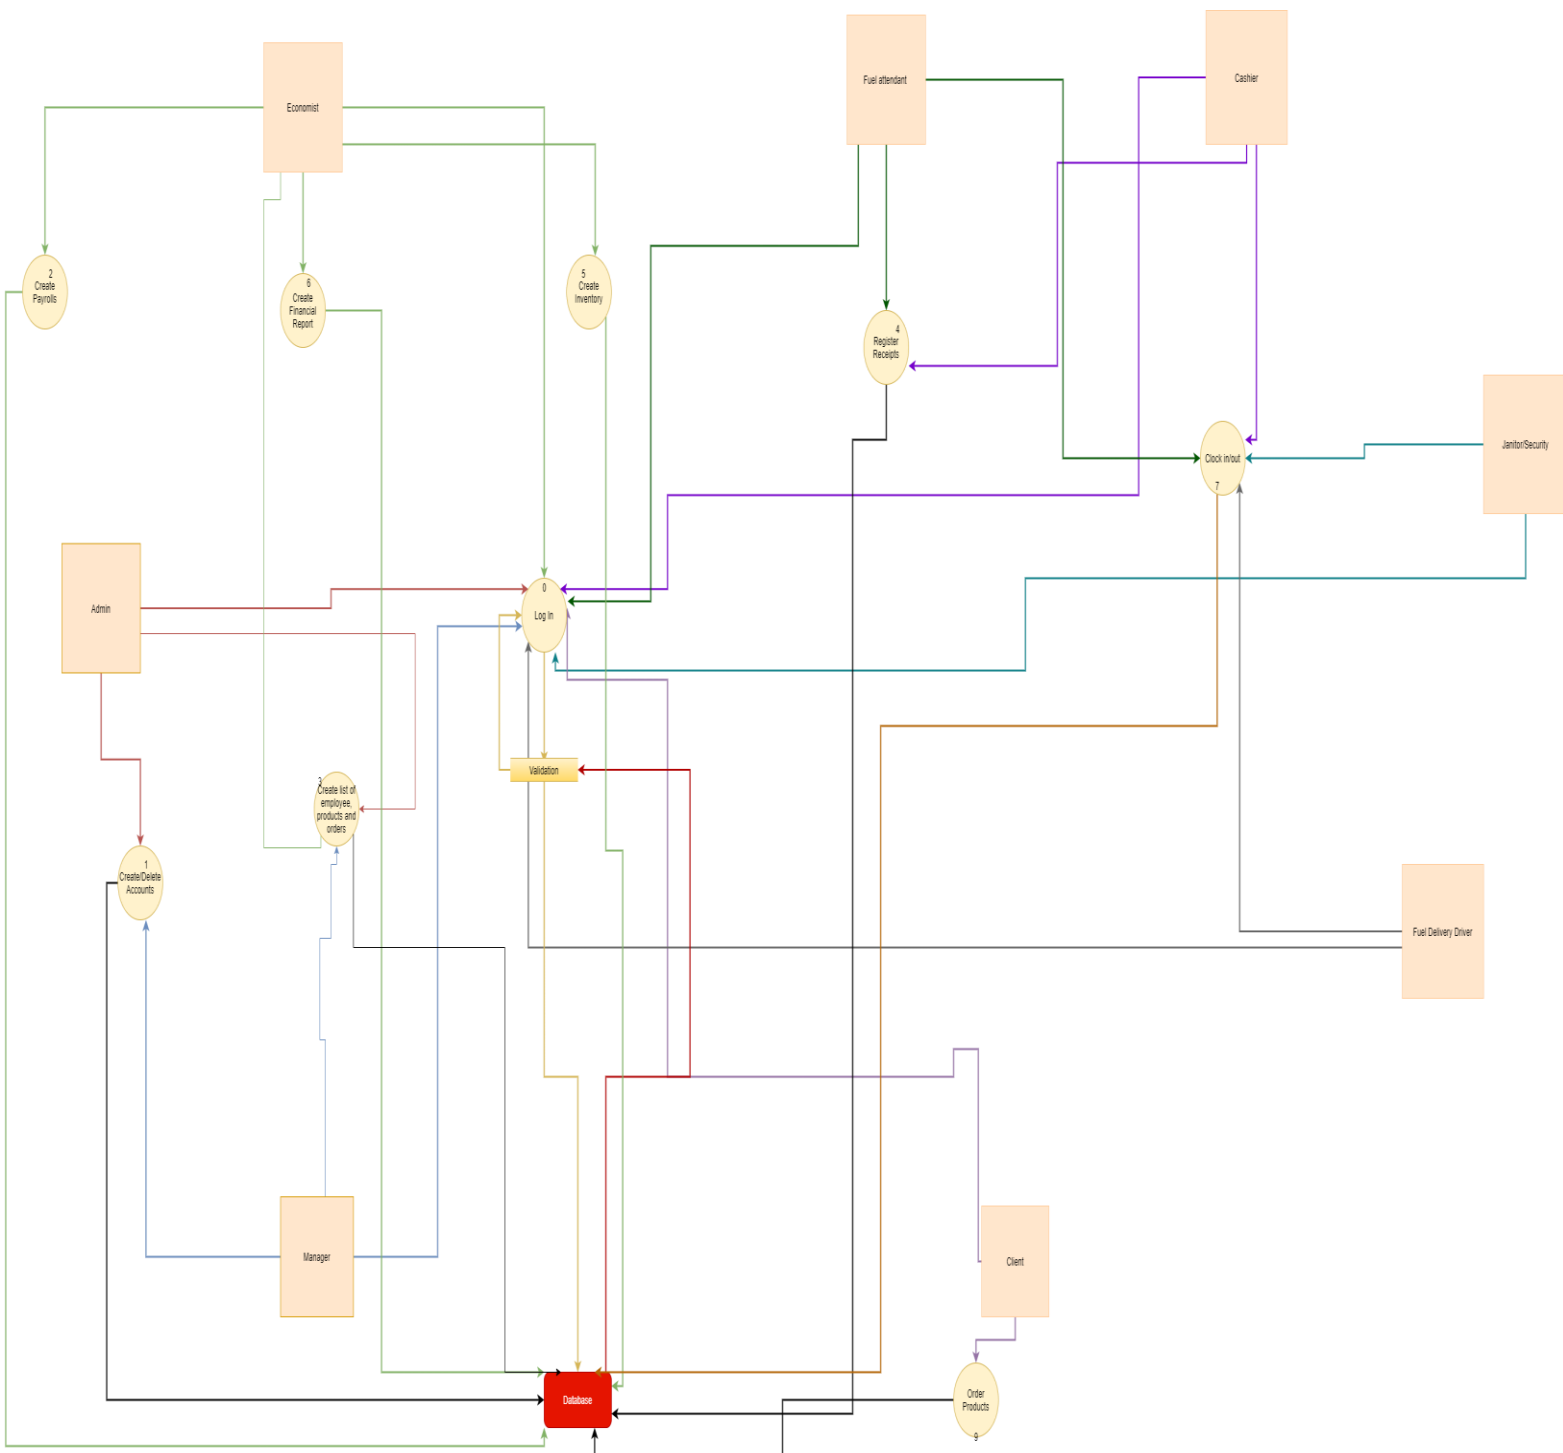 Fuel attendant
Cashier
Economist
2
Create
Payrolls
6
Create
Financial
Report
5
Create
Inventory
4
Register
Receipts
Janitor/Security
Clock in/out
7
Admin
0
Log In
Validation
3
Create list of
employee,
products and
orders
1
Create/Delete
Accounts
Fuel Delivery Driver
Manager
Client
Database
Order
Products
9